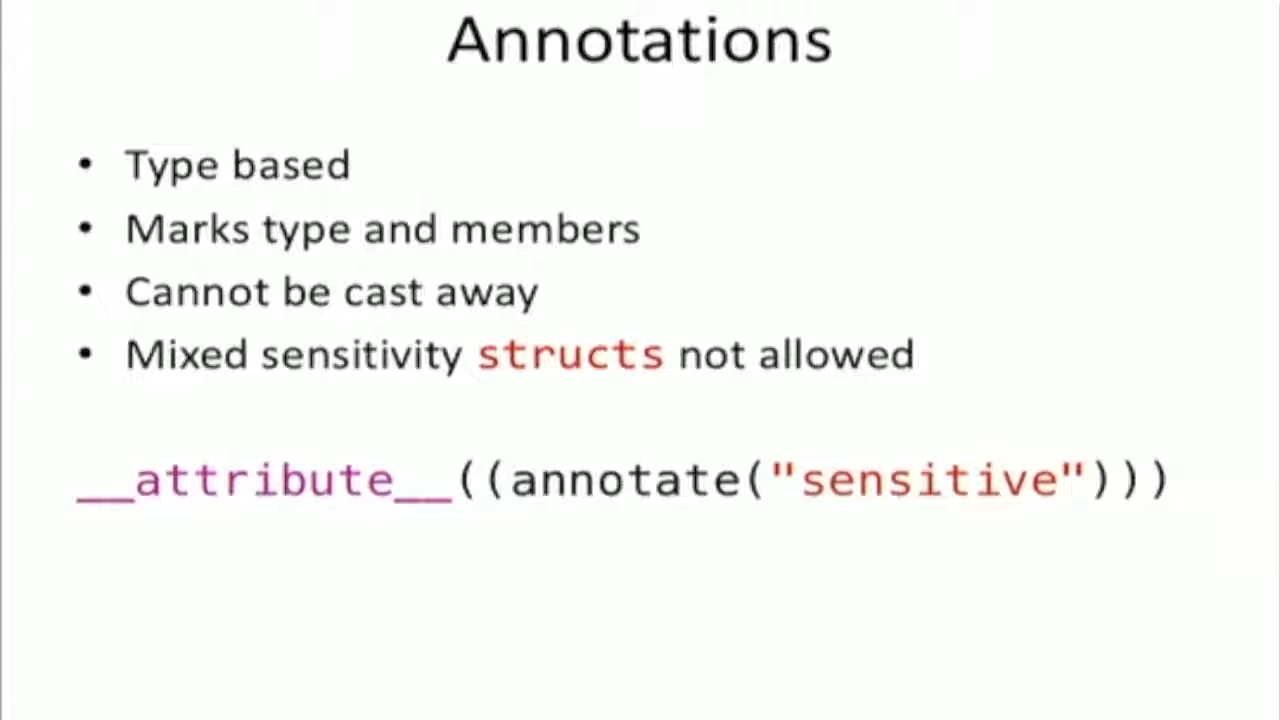 Annotations
• Type based
• Marks type and members
• Cannot be cast away
• Mixed sensitivity structs not allowed
__attribute__((annotate("sensitive")))